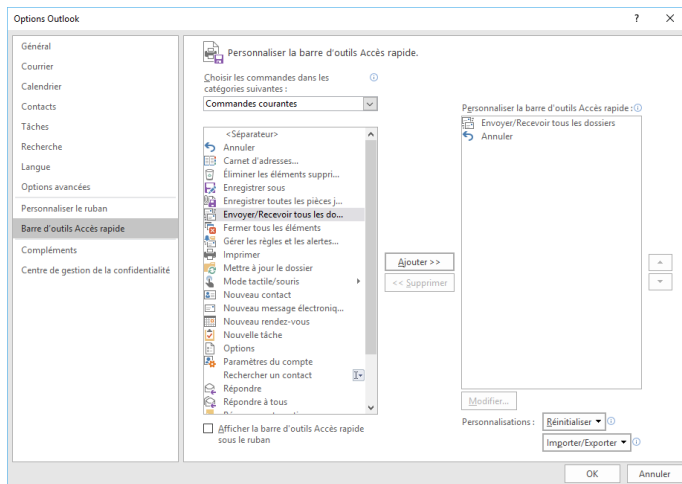 Options Outlook
Général
Courrier
Calendrier
Contacts
Tâches
Recherche
Langue
Options avancées
Personnaliser le ruban
Barre d'outils Accès rapide
Compléments
Centre de gestion de la confidentialité
Personnaliser la barre d'outils Accès rapide.
Choisir les commandes dans les
catégories suivantes :
Commandes courantes
<Séparateur>
Annuler
Carnet d'adresses...
Éliminer les éléments suppri...
Enregistrer sous
Enregistrer toutes les pièces j...
Envoyer/Recevoir tous les do...
Fermer tous les éléments
Gérer les règles et les alertes...
Imprimer
Mettre à jour le dossier
Mode tactile/souris
Nouveau contact
Nouveau message électroniq...
Nouveau rendez-vous
Nouvelle tâche
Options
Paramètres du compte
Rechercher un contact
Répondre
Répondre à tous
Afficher la barre d'outils Accès rapide
sous le ruban
Ajouter >>
<< Supprimer
Personnaliser la barre d'outils Accès rapide :
Envoyer/Recevoir tous les dossiers
Annuler
Modifier...
Personnalisations :
Réinitialiser
Importer/Exporter
OK
Annuler